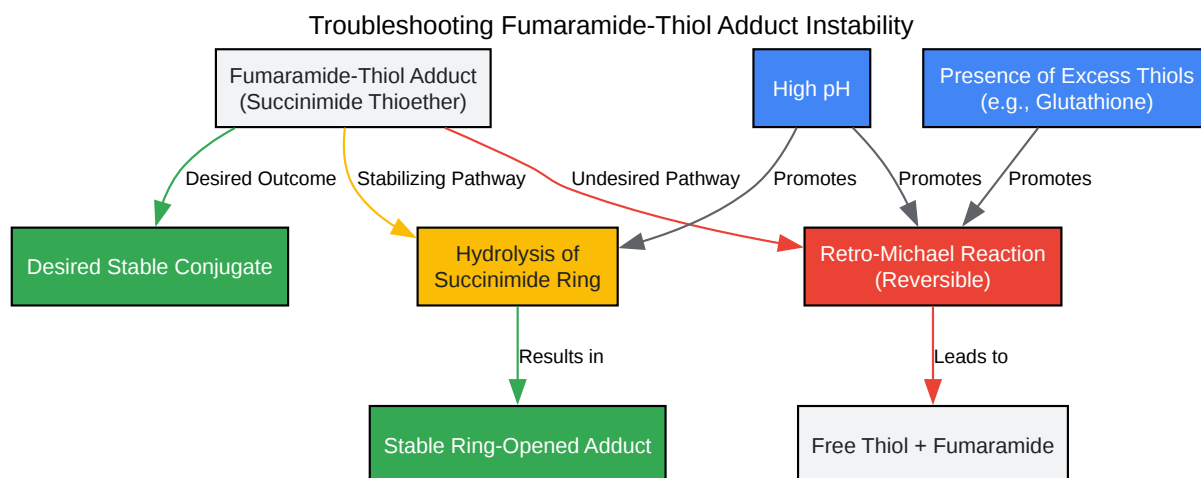 Troubleshooting Fumaramide-Thiol Adduct Instability
Fumaramide-Thiol Adduct
(Succinimide Thioether)
High pH
Presence of Excess Thiols
(e.g., Glutathione)
Desired Outcome
Stabilizing Pathway
Undesired Pathway
Promotes
Promotes
Promotes
Desired Stable Conjugate
Hydrolysis of
Succinimide Ring
Retro-Michael Reaction
(Reversible)
Results in
Leads to
Stable Ring-Opened Adduct
Free Thiol + Fumaramide